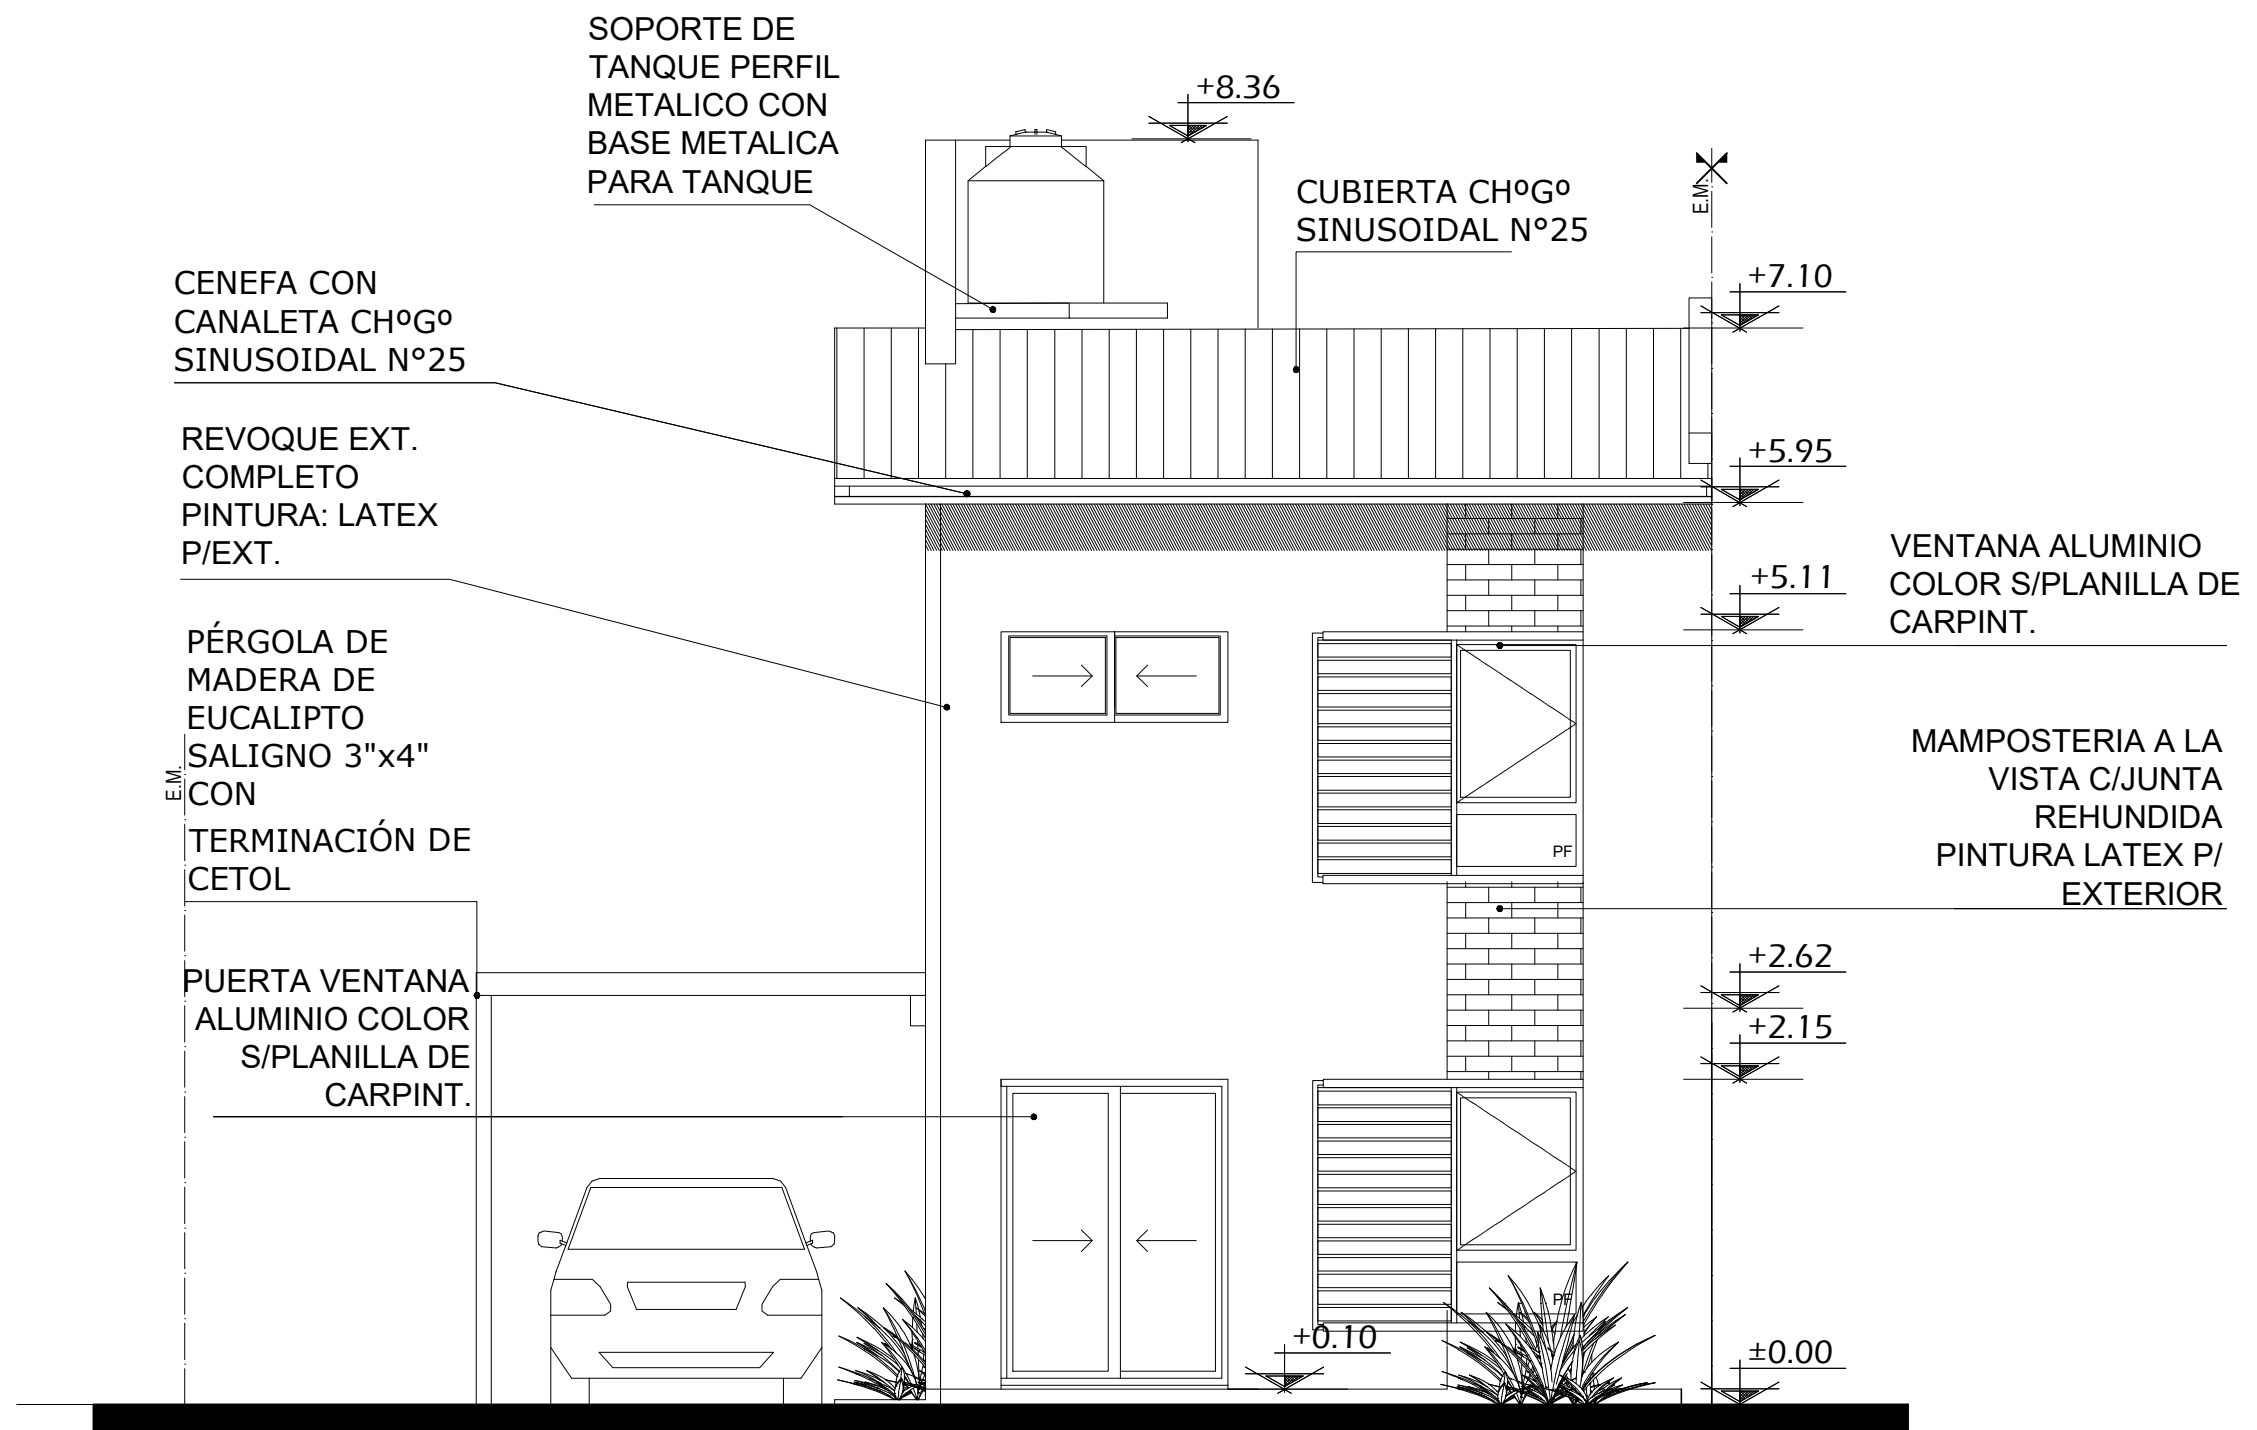 SOPORTE DE
TANQUE PERFIL
METALICO CON
BASE METALICA
PARA TANQUE
+8.36
CUBIERTA CHºGº
SINUSOIDAL N°25
E.M.
+7.10
CENEFA CON
CANALETA CHºGº
SINUSOIDAL N°25
+5.95
REVOQUE EXT.
COMPLETO
PINTURA: LATEX
P/EXT.
+5.11
VENTANA ALUMINIO
COLOR S/PLANILLA DE
CARPINT.
PÉRGOLA DE
MADERA DE
EUCALIPTO
SALIGNO 3"x4"
CON
TERMINACIÓN DE
CETOL
E.M.
MAMPOSTERIA A LA
VISTA C/JUNTA
REHUNDIDA
PINTURA LATEX P/
EXTERIOR
PF
+2.62
+2.15
PUERTA VENTANA
ALUMINIO COLOR
S/PLANILLA DE
CARPINT.
PF
+0.10
±0.00